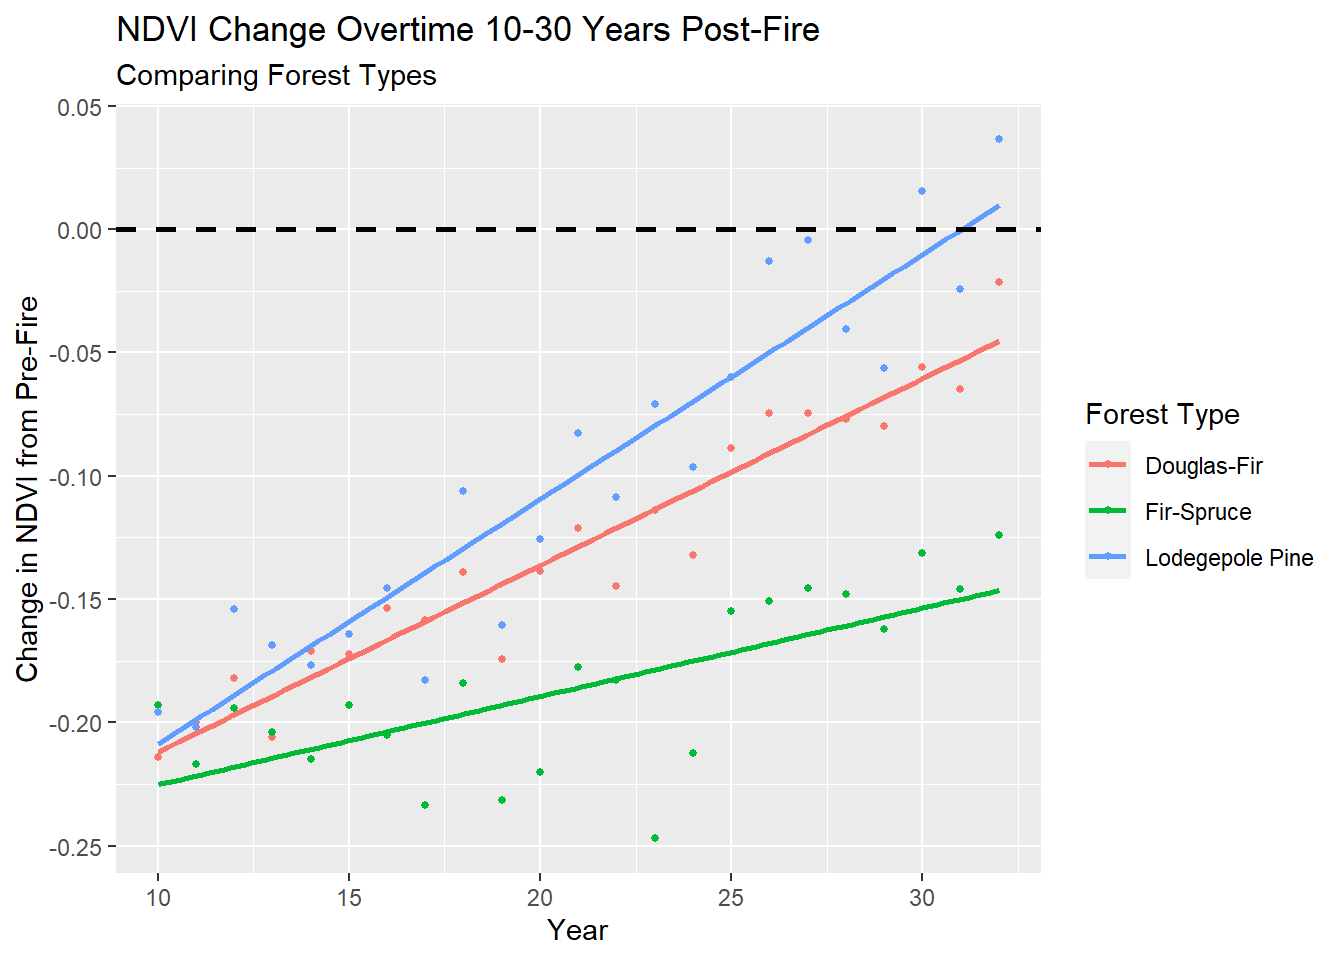 NDVI Change Overtime 10-30 Years Post-Fire
Comparing Forest Types
0.05
0.00
-0.05
-0.10
-0.15
-0.20
-0.25
Change in NDVI from Pre-Fire
10 15 20 25 30
Year
Forest Type
Douglas-Fir
Fir-Spruce
Lodegepole Pine